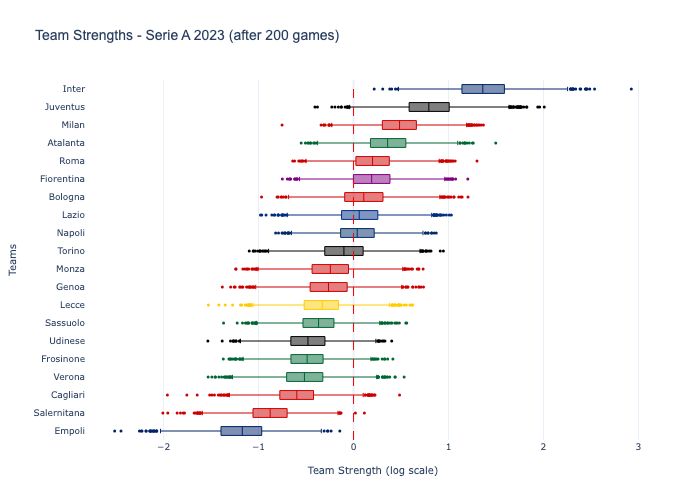 Team Strengths - Serie A 2023 (after 200 games)
Inter
Juventus
Milan
Atalanta
Roma
Fiorentina
Bologna
Lazio
Napoli
Torino
Monza
Genoa
Lecce
Sassuolo
Udinese
Frosinone
Verona
Cagliari
Salernitana
Empoli
Teams
−2 −1 0 1 2 3
Team Strength (log scale)